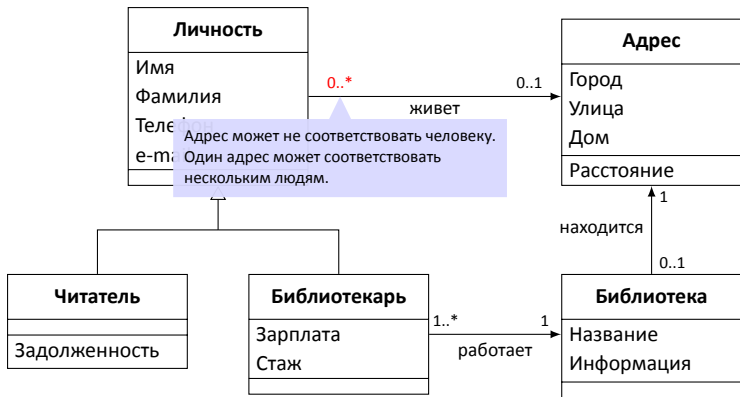 Личность
Имя
Фамилия
e-ma
Адрес
Город
Улица
Дом
Расстояние
0..*
0..1
живет
Адрес может не соответствовать человеку.
Один адрес может соответствовать
нескольким людям.
1
находится
0..1
Читатель
Задолженность
Библиотекарь
Зарплата
Стаж
1..*
1
работает
Библиотека
Название
Информация